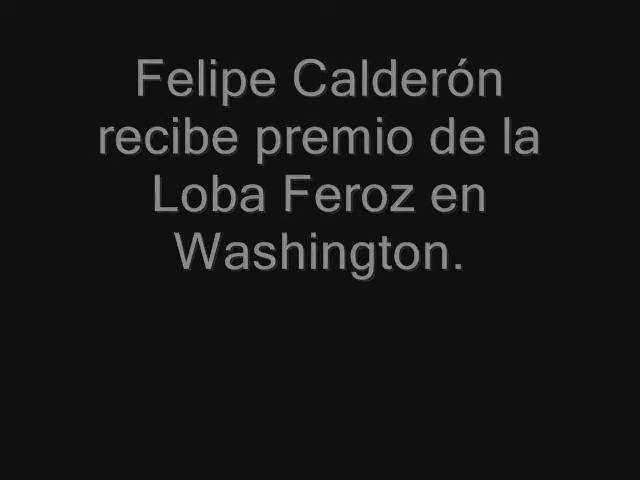 Felipe Calderón
recibe premio de la
Loba Feroz en
Washington.